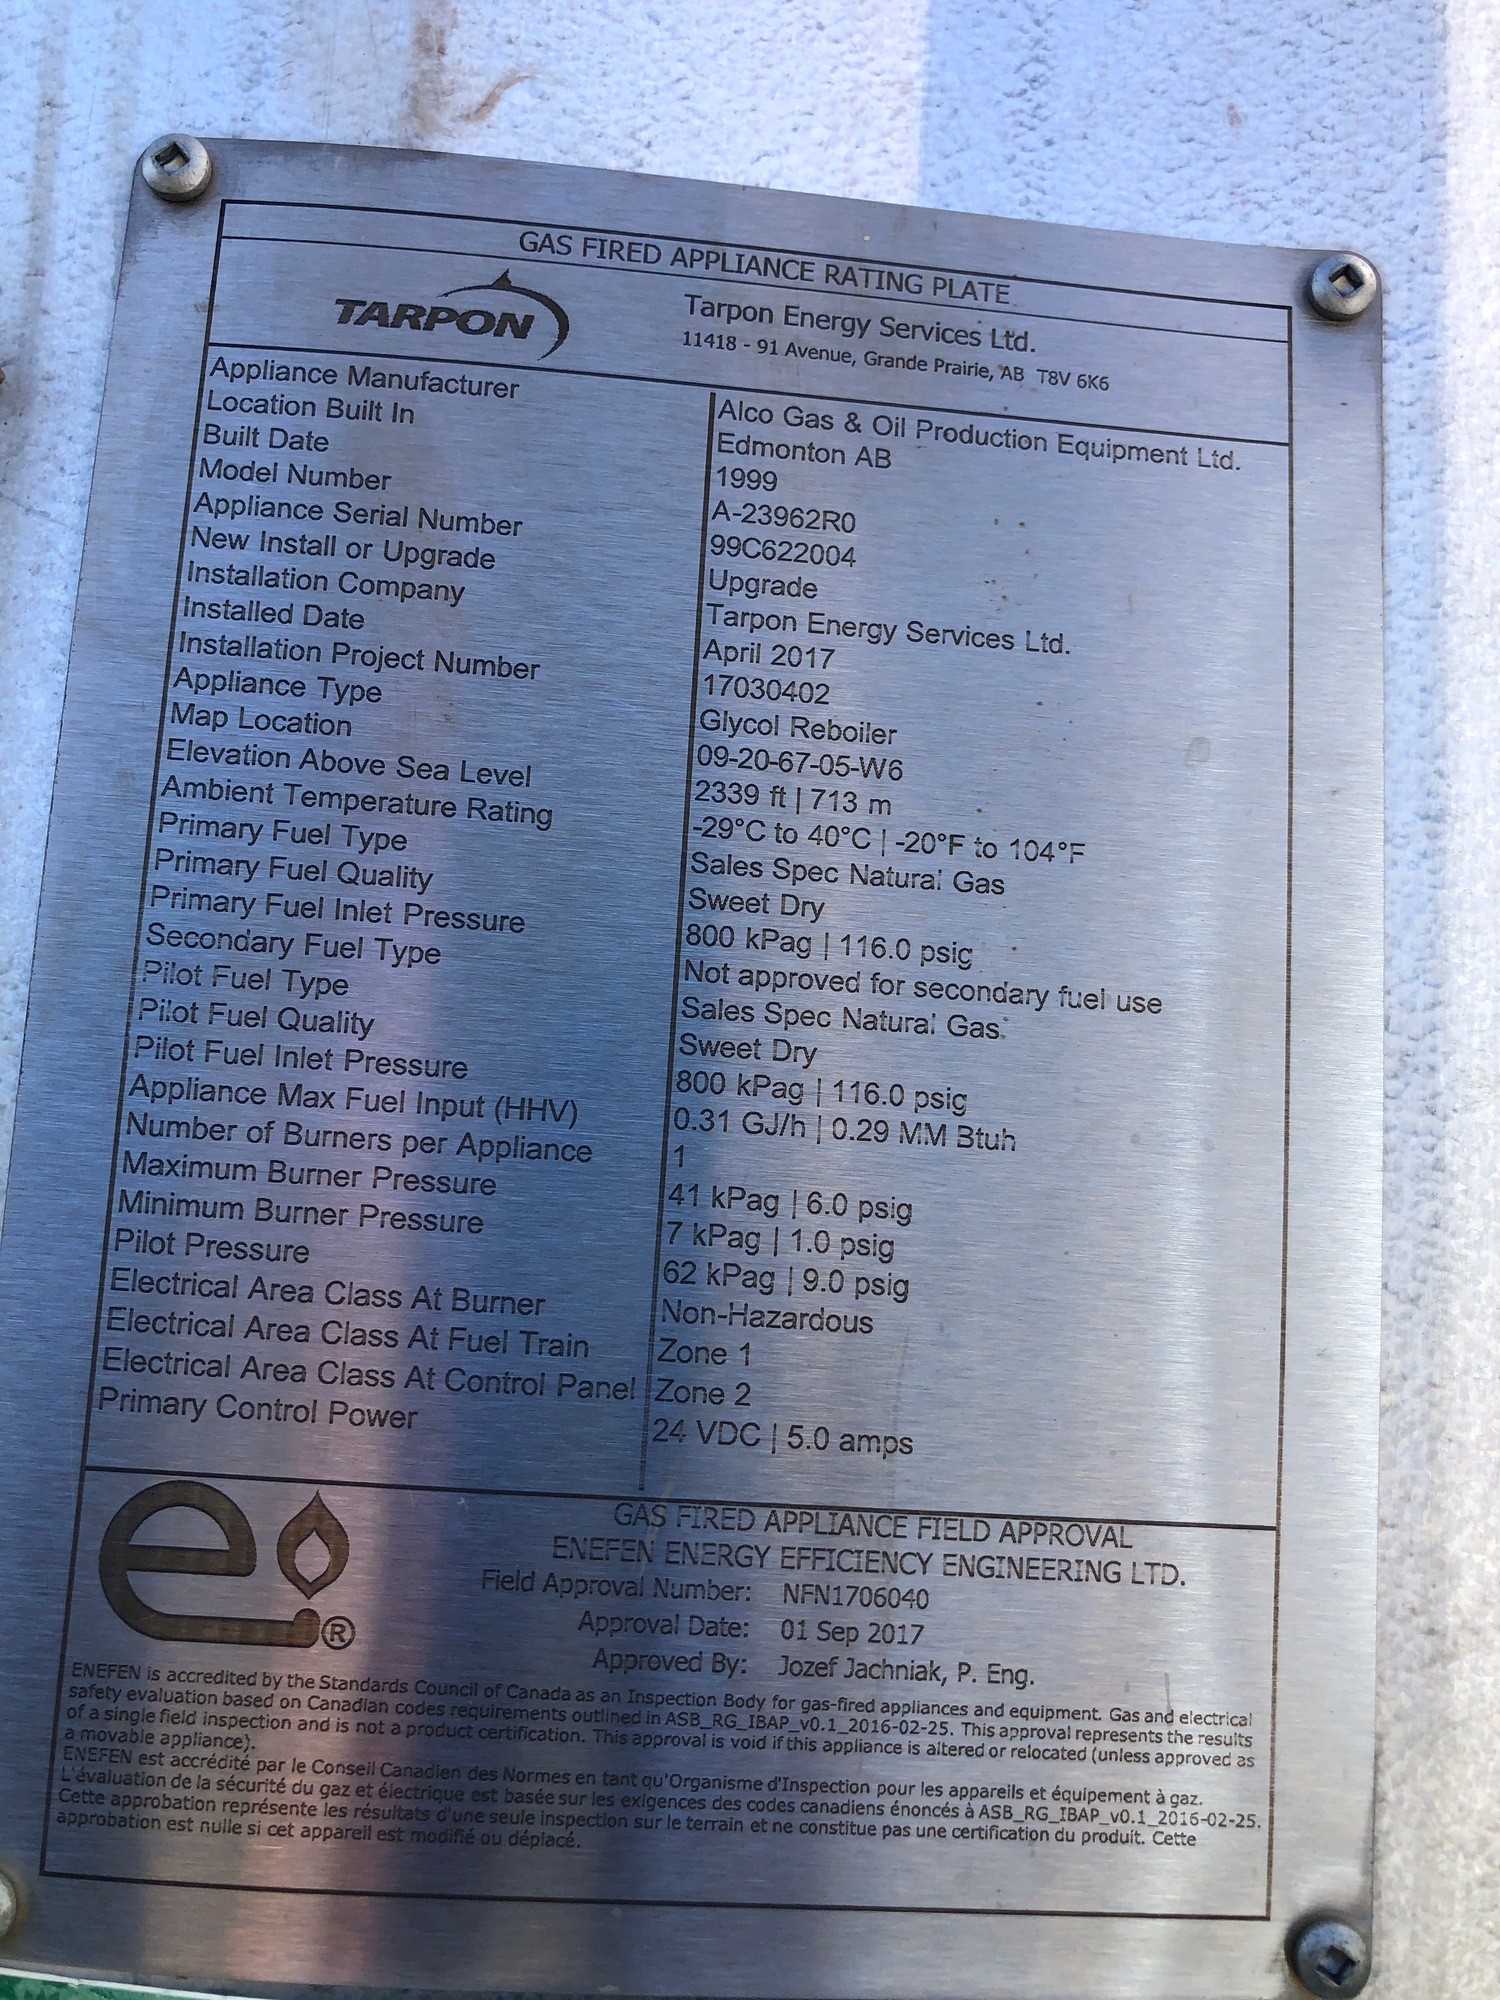 GAS FIRED APPLIANCE RATING PLATE
TARPON
Tarpon Energy Services Ltd.
11418 - 91 Avenue, Grande Prairie, AB T8V 6K6
Appliance Manufacturer Alco Gas & Oil Production Equipment Ltd.
Location Built In Edmonton AB
Built Date 1999
Model Number A-23962R0
Appliance Serial Number 99C622004
New Install or Upgrade Upgrade
Installation Company Tarpon Energy Services Ltd.
Installed Date April 2017
Installation Project Number 17030402
Appliance Type Glycol Reboiler
Map Location 09-20-67-05-W6
Elevation Above Sea Level 2339 ft | 713 m
Ambient Temperature Rating -29°C to 40°C | -20°F to 104°F
Primary Fuel Type Sales Spec Natural Gas
Primary Fuel Quality Sweet Dry
Primary Fuel Inlet Pressure 800 kPag | 116.0 psig
Secondary Fuel Type Not approved for secondary fuel use
Pilot Fuel Type Sales Spec Natural Gas
Pilot Fuel Quality Sweet Dry
Pilot Fuel Inlet Pressure 800 kPag | 116.0 psig
Appliance Max Fuel Input (HHV) 0.31 GJ/h | 0.29 MM Btuh
Number of Burners per Appliance 1
Maximum Burner Pressure 41 kPag | 6.0 psig
Minimum Burner Pressure 7 kPag | 1.0 psig
Pilot Pressure 62 kPag | 9.0 psig
Electrical Area Class At Burner Non-Hazardous
Electrical Area Class At Fuel Train Zone 1
Electrical Area Class At Control Panel Zone 2
Primary Control Power 24 VDC | 5.0 amps
e ®
GAS FIRED APPLIANCE FIELD APPROVAL
ENEFEN ENERGY EFFICIENCY ENGINEERING LTD.
Field Approval Number: NFN1706040
Approval Date: 01 Sep 2017
Approved By: Jozef Jachniak, P. Eng.
ENEFEN is accredited by the Standards Council of Canada as an Inspection Body for gas-fired appliances and equipment. Gas and electrical
safety evaluation based on Canadian codes requirements outlined in ASB_RG_IBAP_v0.1_2016-02-25. This approval represents the results
of a single field inspection and is not a product certification. This approval is void if this appliance is altered or relocated (unless approved as
a movable appliance).
ENEFEN est accrédité par le Conseil Canadien des Normes en tant qu'Organisme d'Inspection pour les appareils et équipement à gaz.
L'évaluation de la sécurité du gaz et électrique est basée sur les exigences des codes canadiens énoncés à ASB_RG_IBAP_v0.1_2016-02-25.
Cette approbation représente les résultats d'une seule inspection sur le terrain et ne constitue pas une certification du produit. Cette
approbation est nulle si cet appareil est modifié ou déplacé.